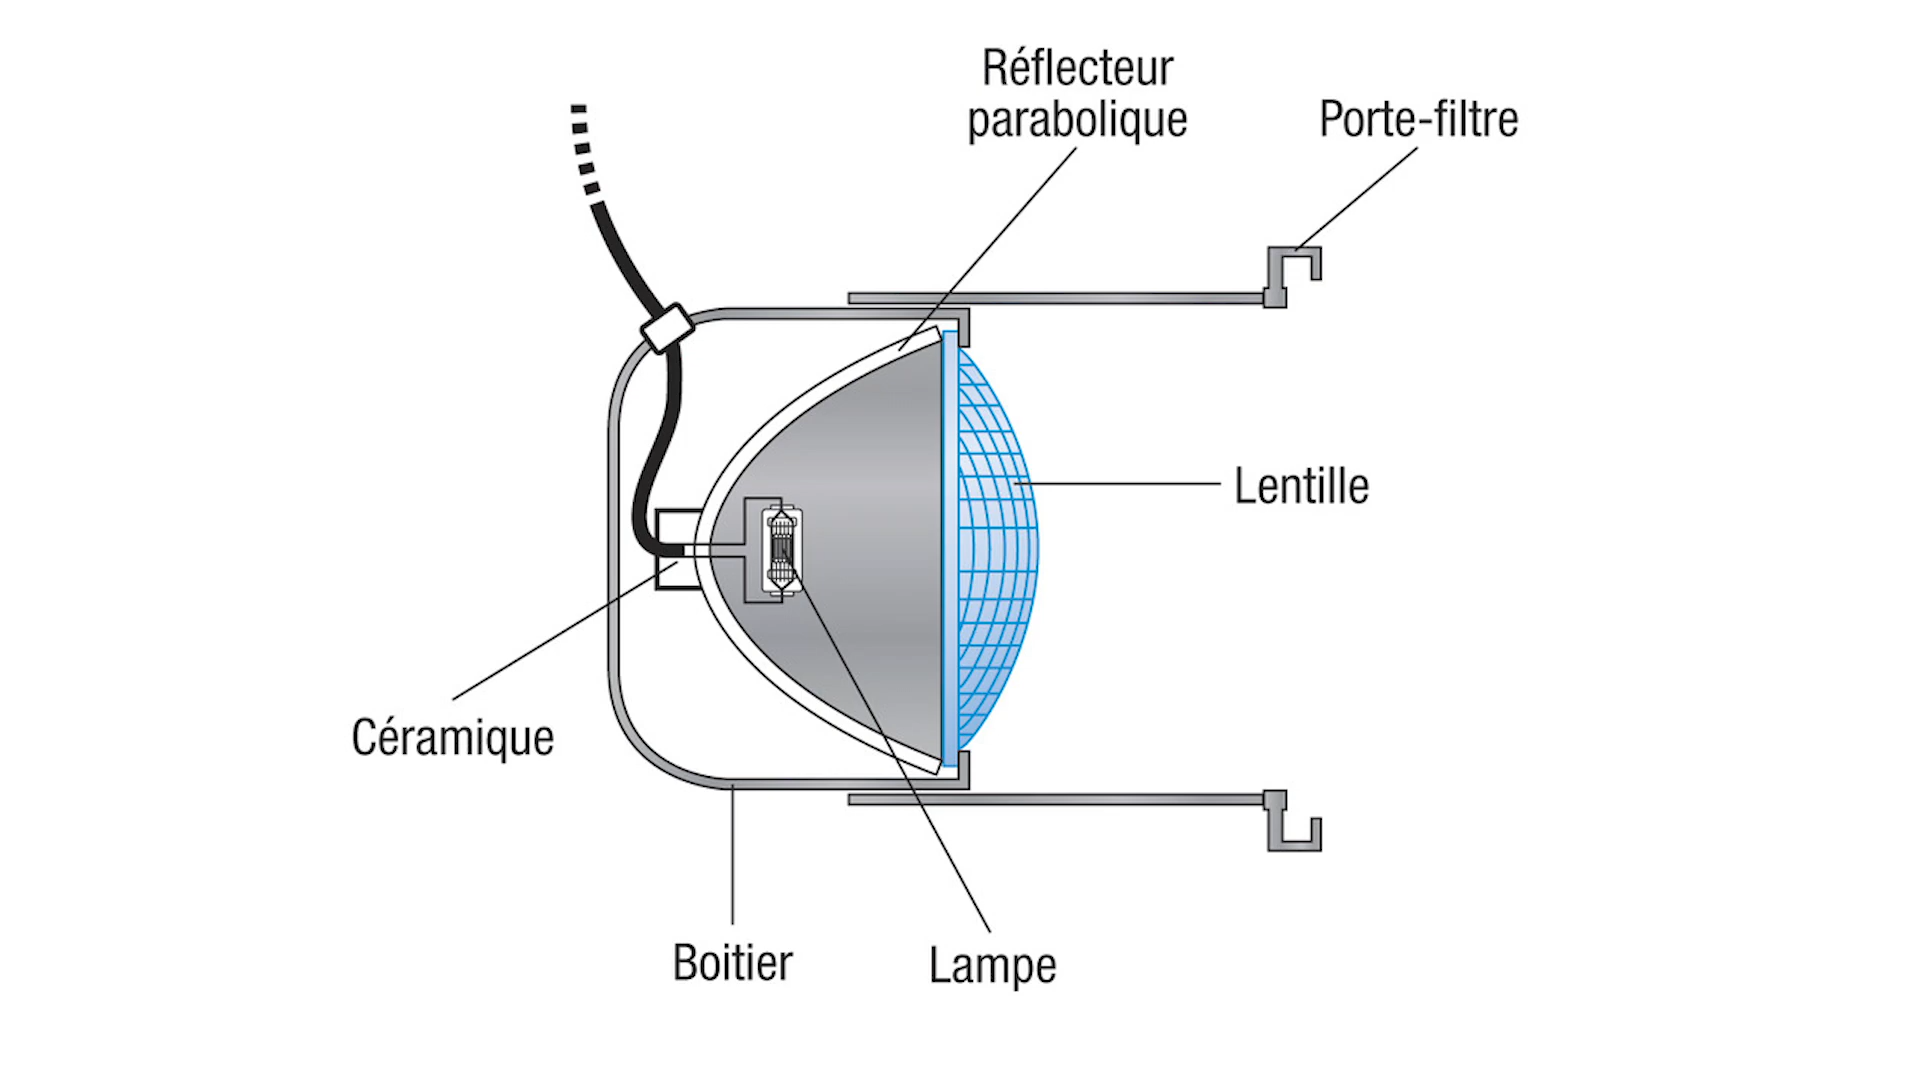 Réflecteur
parabolique
Porte-filtre
Lentille
Céramique
Boitier
Lampe